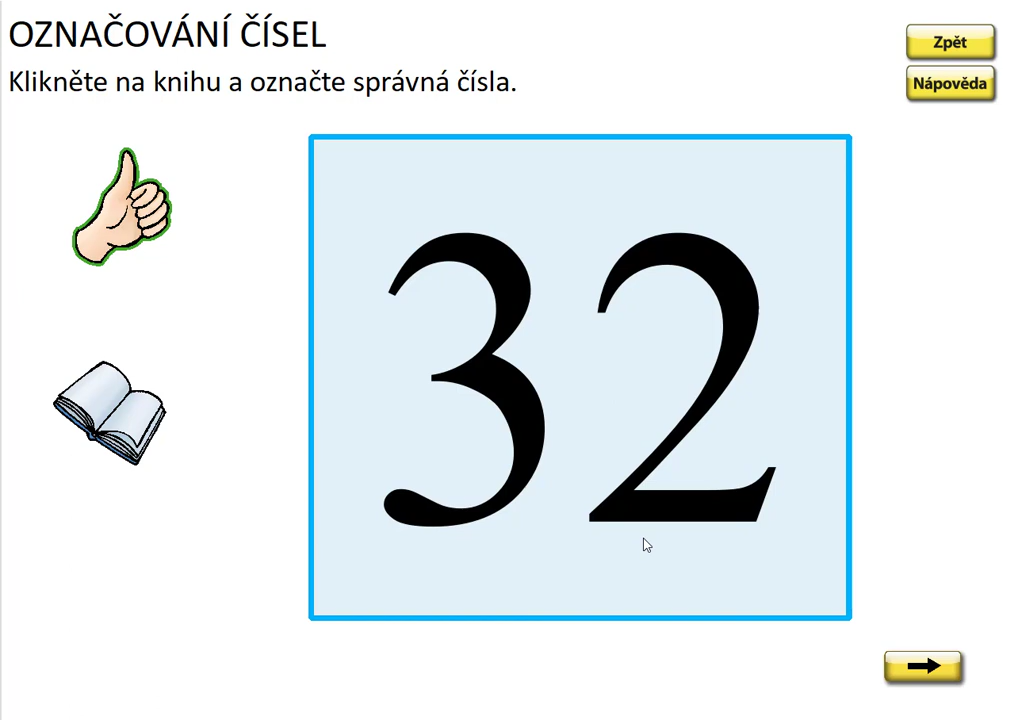 OZNAČOVÁNÍ ČÍSEL
Klikněte na knihu a označte správná čísla.
Zpět
Nápověda
32